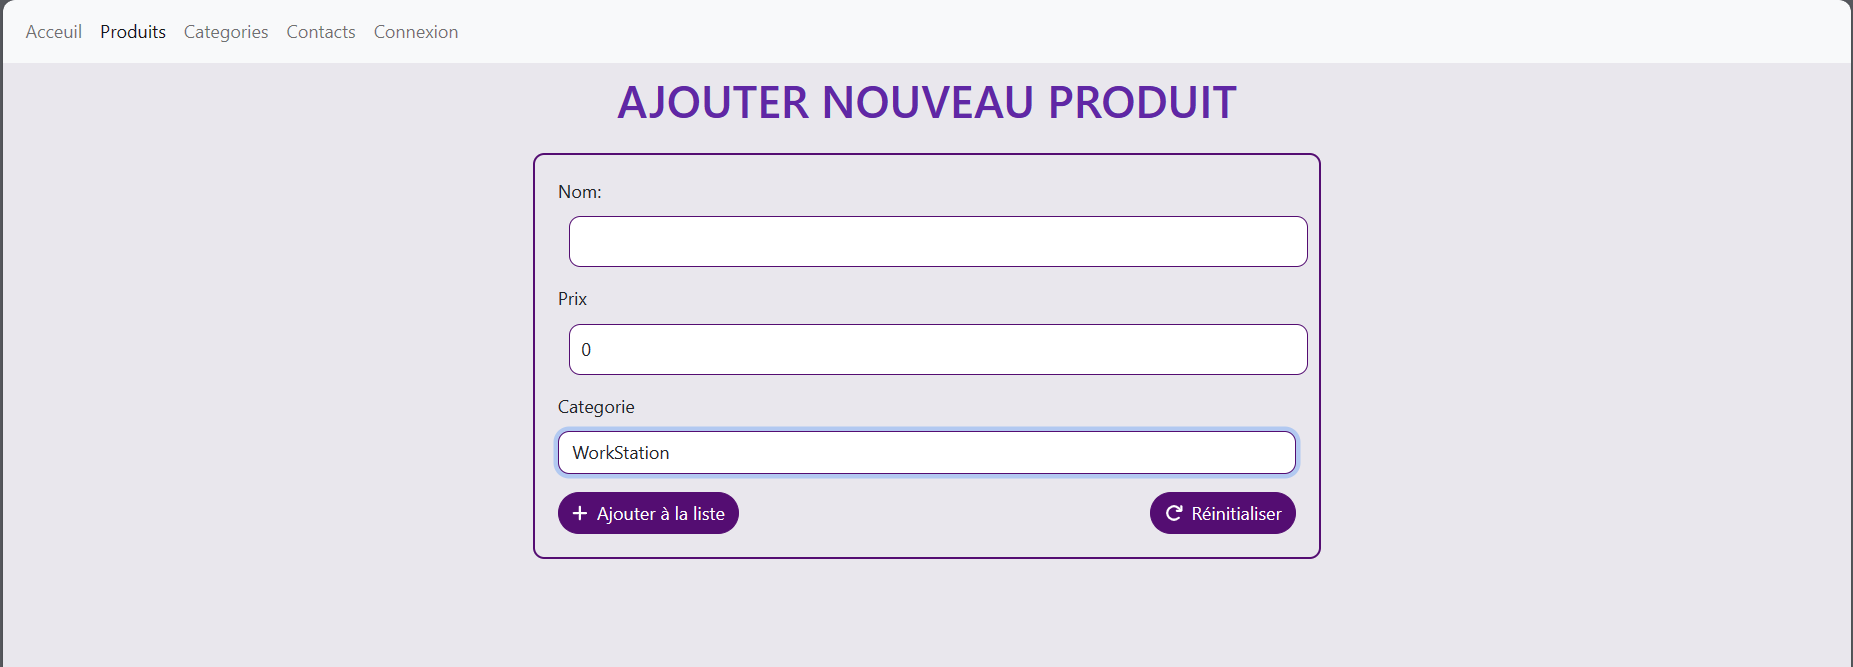 Acceuil Produits Categories Contacts Connexion
AJOUTER NOUVEAU PRODUIT
Nom:
Prix
0
Categorie
WorkStation
Ajouter à la liste Réinitialiser